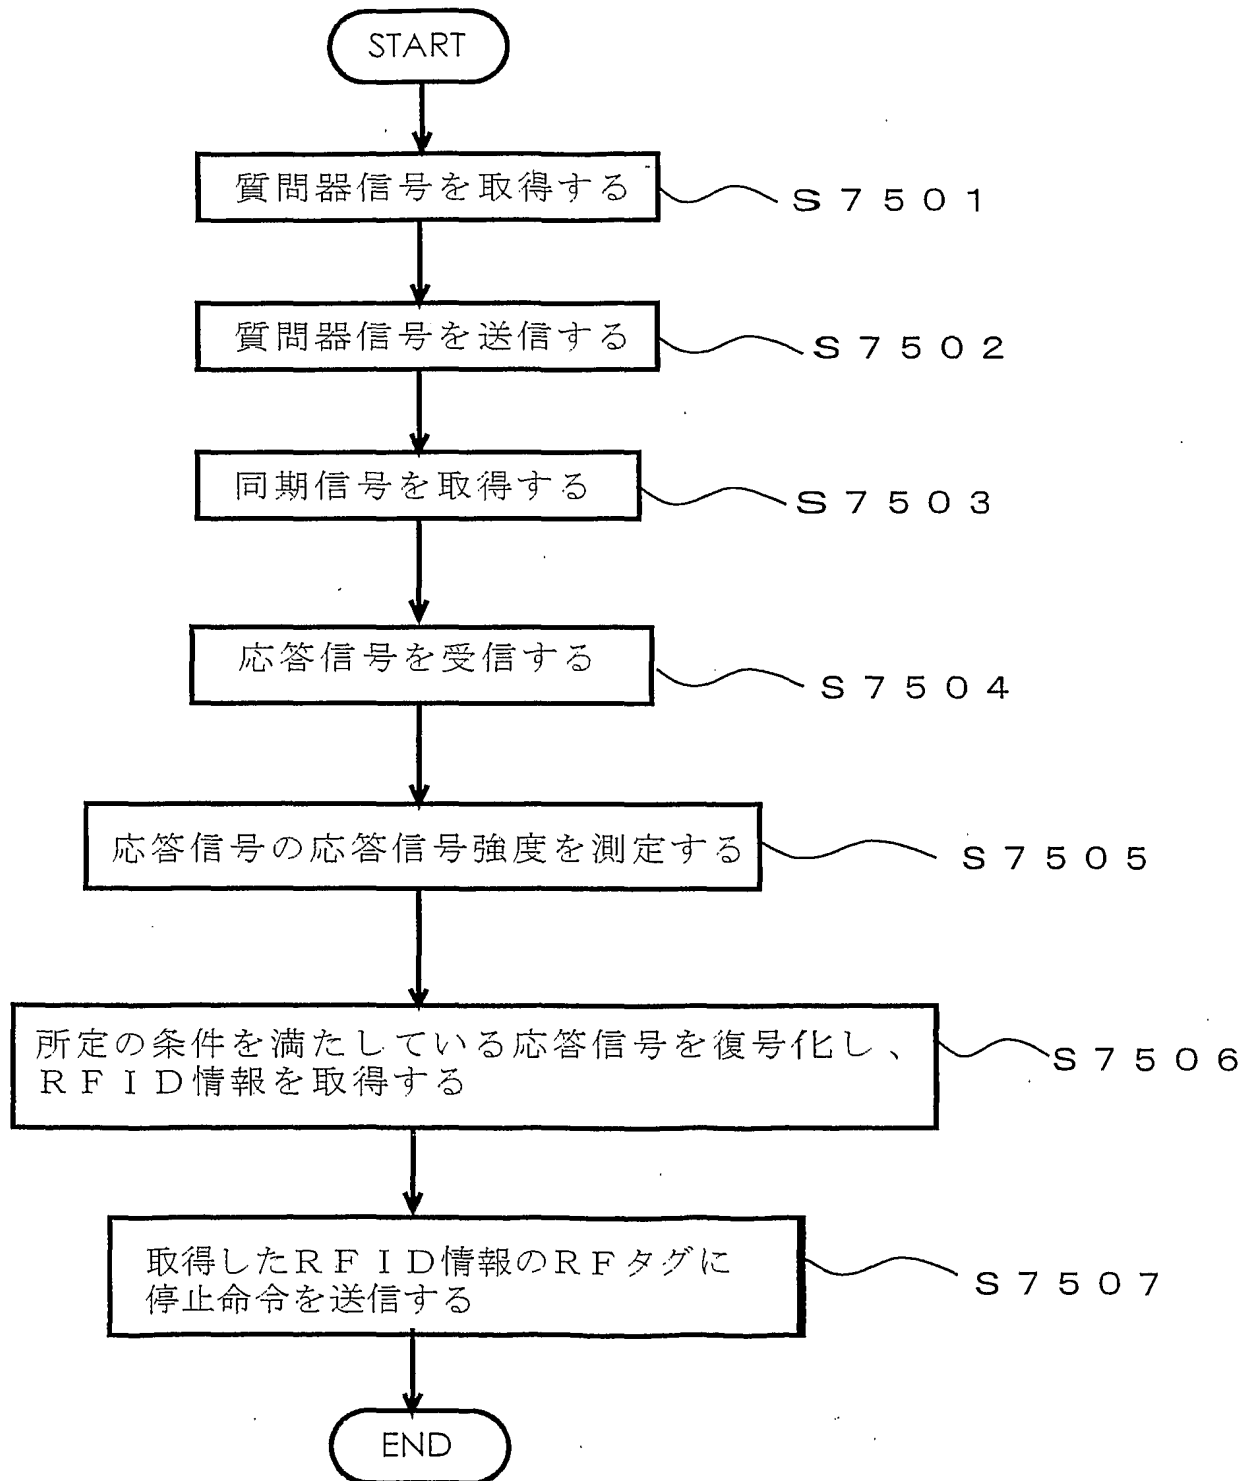 START
質問器信号を取得する
S7501
質問器信号を送信する
S7502
同期信号を取得する
S7503
応答信号を受信する
S7504
応答信号の応答信号強度を測定する
S7505
所定の条件を満たしている応答信号を復号化し、
RFID情報を取得する
S7506
取得したRFID情報のRFタグに
停止命令を送信する
S7507
END